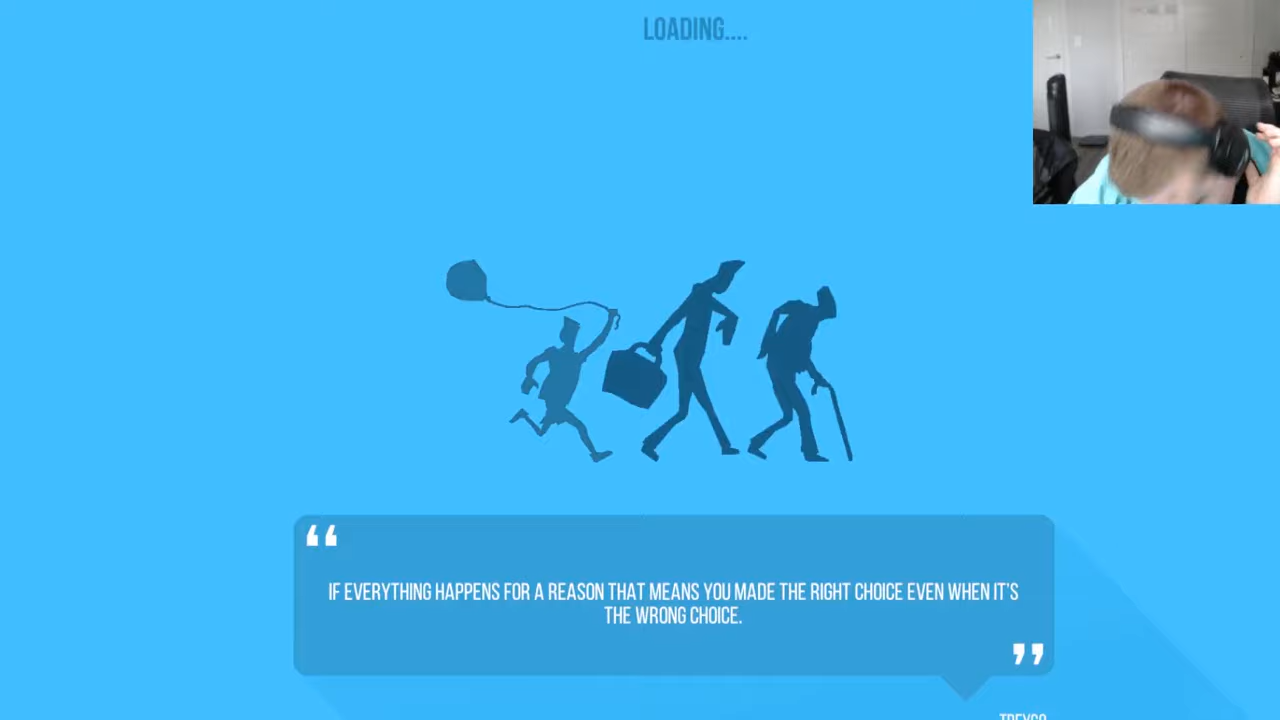 LOADING....
“
IF EVERYTHING HAPPENS FOR A REASON THAT MEANS YOU MADE THE RIGHT CHOICE EVEN WHEN IT'S
THE WRONG CHOICE.
”